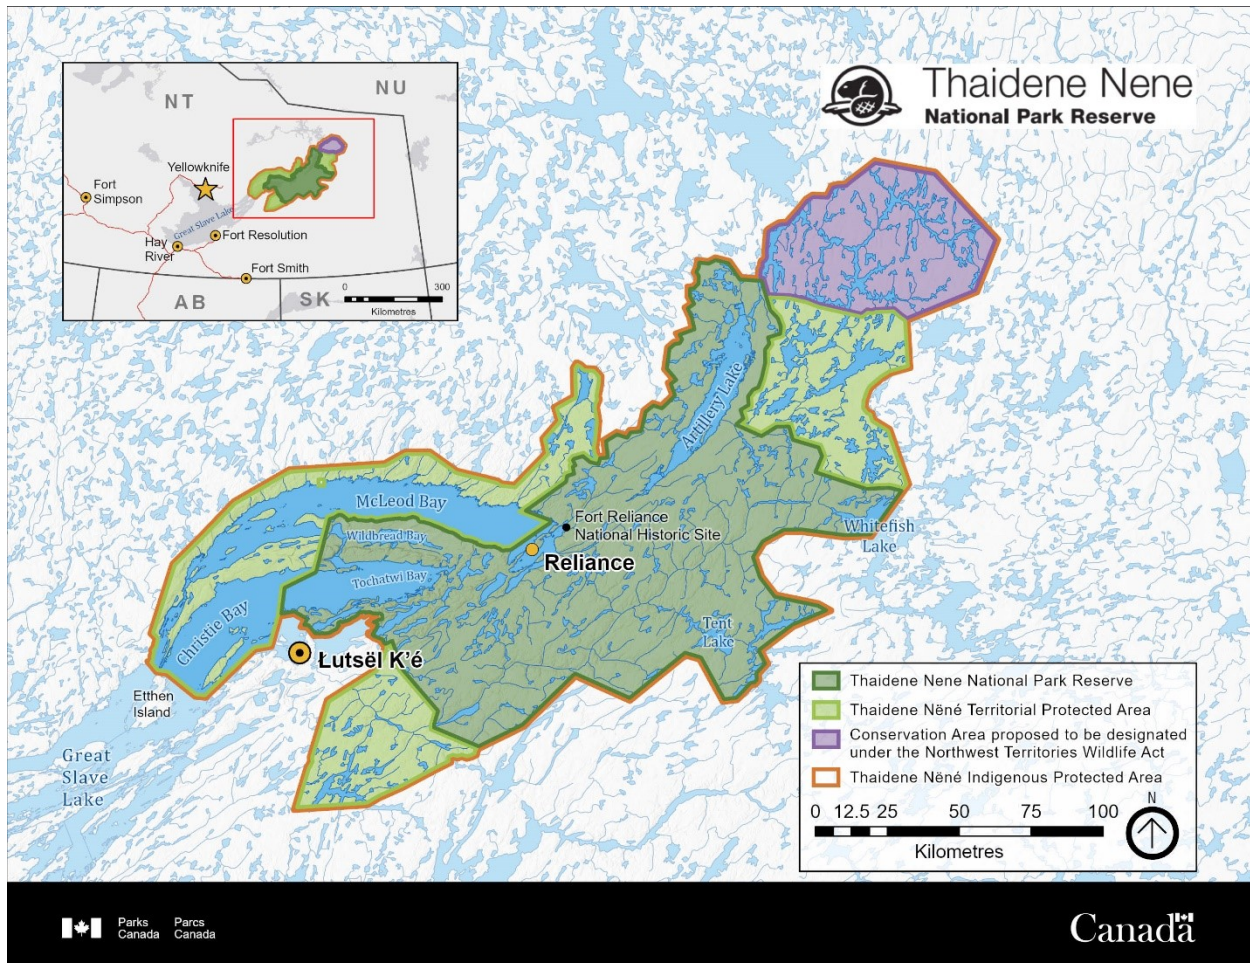 Thaidene Nene
National Park Reserve
NT
NU
Yellowknife
Fort
Simpson
Great Slave Lake
Fort Resolution
Hay
River
Fort Smith
AB
SK
0
300
Kilometres
Artillery Lake
McLeod Bay
Fort Reliance
National Historic Site
Wildbread Bay
Whitefish
Lake
Reliance
Tochatwi Bay
Christie Bay
Tent
Lake
Łutsël K'é
Etthen
Island
Great
Slave
Lake
Thaidene Nene National Park Reserve
Thaidene Nëné Territorial Protected Area
Conservation Area proposed to be designated
under the Northwest Territories Wildlife Act
Thaidene Nëné Indigenous Protected Area
N
0 12.5 25 50 75 100
Kilometres
Parks Parcs
Canada Canada
Canada